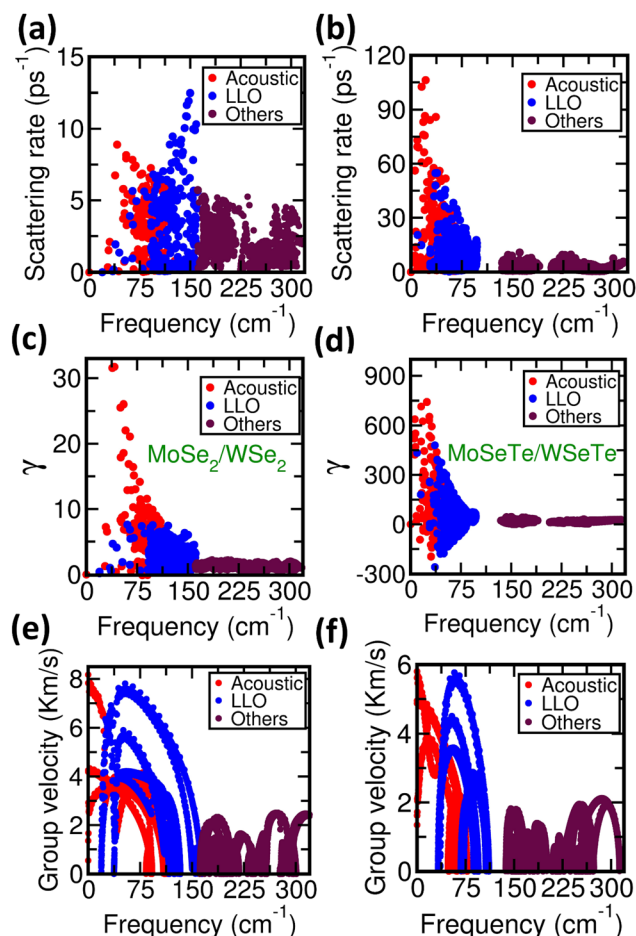 (a)
Scattering rate (ps⁻¹)
15
10
5
0
Acoustic
LLO
Others
0 75 150 225 300
Frequency (cm⁻¹)
(b)
Scattering rate (ps⁻¹)
120
90
60
30
0
Acoustic
LLO
Others
0 75 150 225 300
Frequency (cm⁻¹)
(c)
γ
30
20
10
0
Acoustic
LLO
Others
MoSe₂/WSe₂
0 75 150 225 300
Frequency (cm⁻¹)
(d)
γ
900
600
300
0
-300
Acoustic
LLO
Others
MoSeTe/WSeTe
75 150 225 300
Frequency (cm⁻¹)
(e)
Group velocity (Km/s)
8
6
4
2
0
Acoustic
LLO
Others
0 75 150 225 300
Frequency (cm⁻¹)
(f)
Group velocity (Km/s)
6
4
2
0
Acoustic
LLO
Others
0 75 150 225 300
Frequency (cm⁻¹)